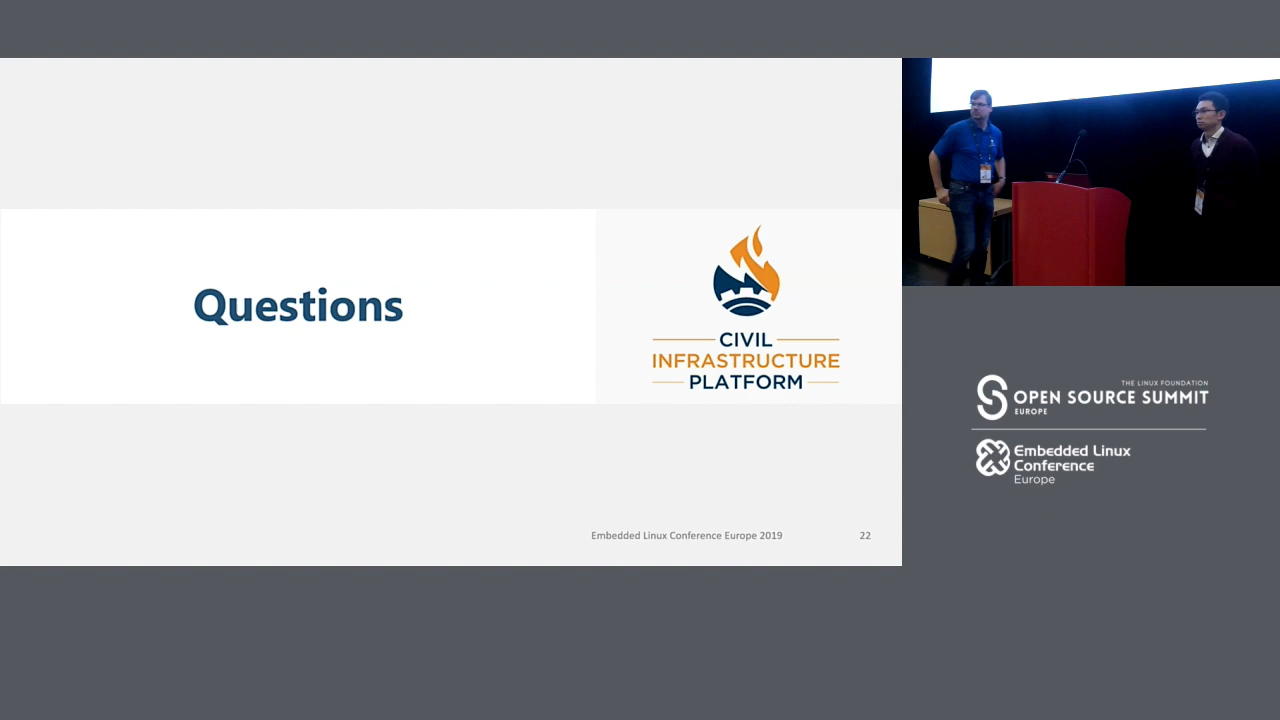 Questions
CIVIL
INFRASTRUCTURE
PLATFORM
Embedded Linux Conference Europe 2019
22
THE LINUX FOUNDATION
OPEN SOURCE SUMMIT
EUROPE
Embedded Linux
Conference
Europe